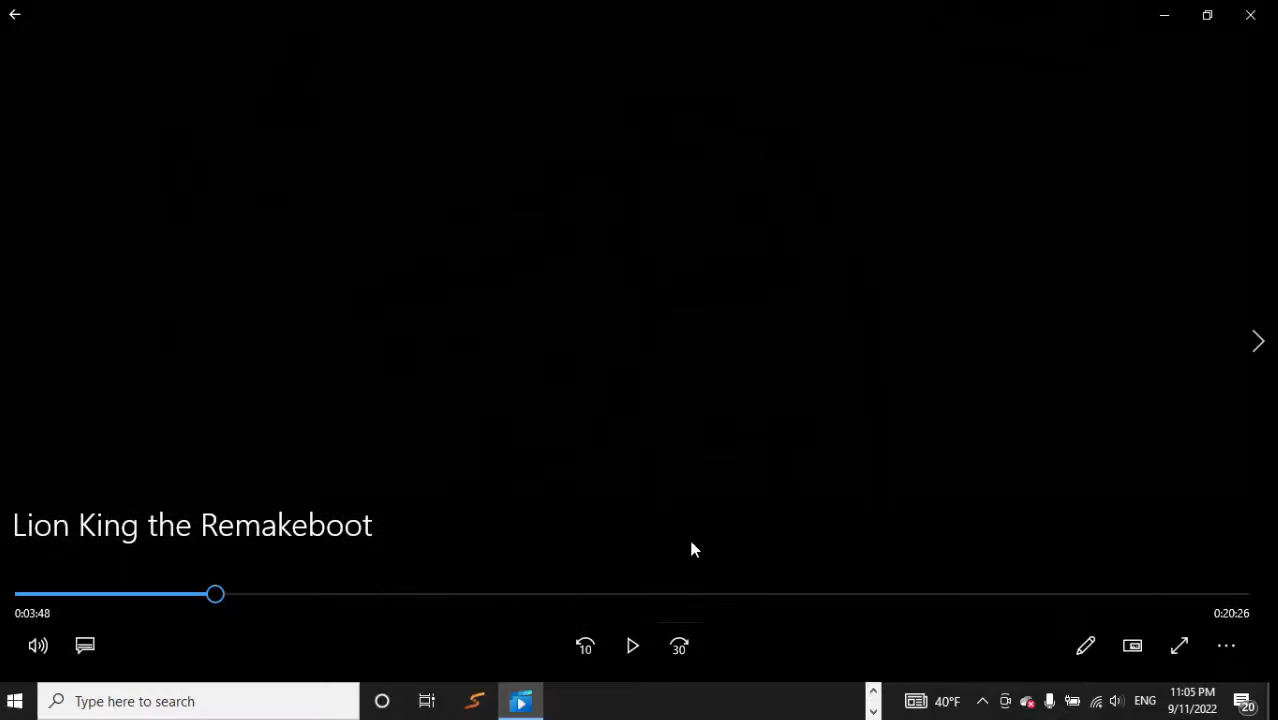 Lion King the Remakeboot
0:03:48
0:20:26
10
30
Type here to search
40°F
ENG
11:05 PM
9/11/2022
20